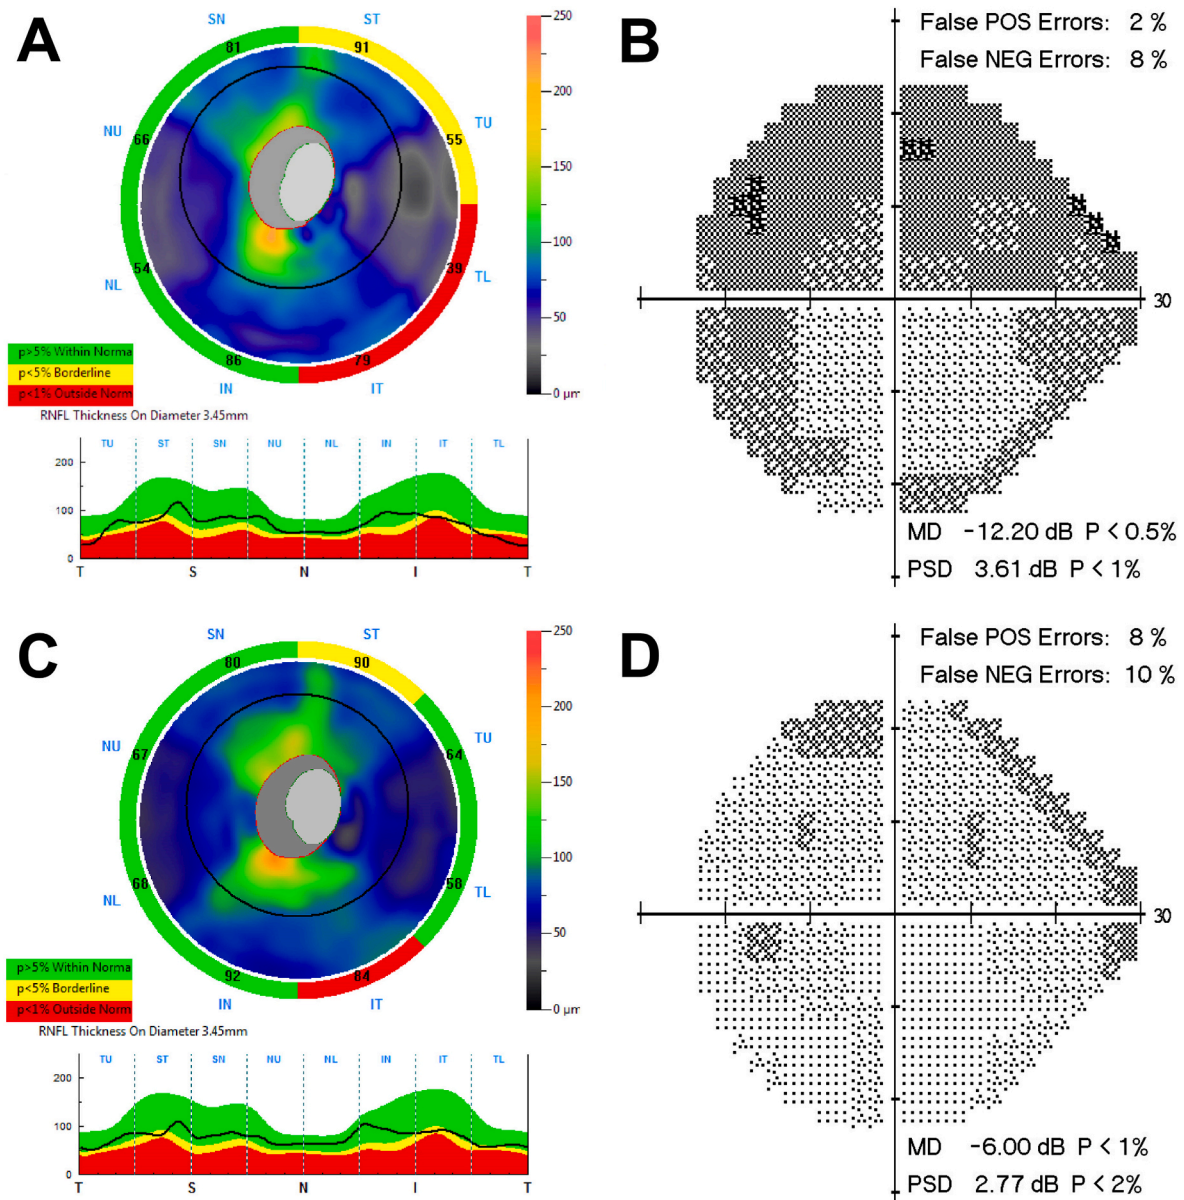 A
SN
ST
81
91
NU
TU
66
55
NL
TL
54
39
86
79
IN
IT
250
200
150
100
50
0 µm
p>5% Within Norma
p<5% Borderline
p<1% Outside Norm
RNFL Thickness On Diameter 3.45mm
TU ST SN NU NL IN IT TL
200
100
0
T S N I T
B
False POS Errors: 2 %
False NEG Errors: 8 %
30
MD -12.20 dB P < 0.5%
PSD 3.61 dB P < 1%
C
SN
ST
80
90
NU
TU
67
64
NL
TL
68
58
92
84
IN
IT
250
200
150
100
50
0 µm
p>5% Within Norma
p<5% Borderline
p<1% Outside Norm
RNFL Thickness On Diameter 3.45mm
TU ST SN NU NL IN IT TL
200
100
0
T S N I T
D
False POS Errors: 8 %
False NEG Errors: 10 %
30
MD -6.00 dB P < 1%
PSD 2.77 dB P < 2%